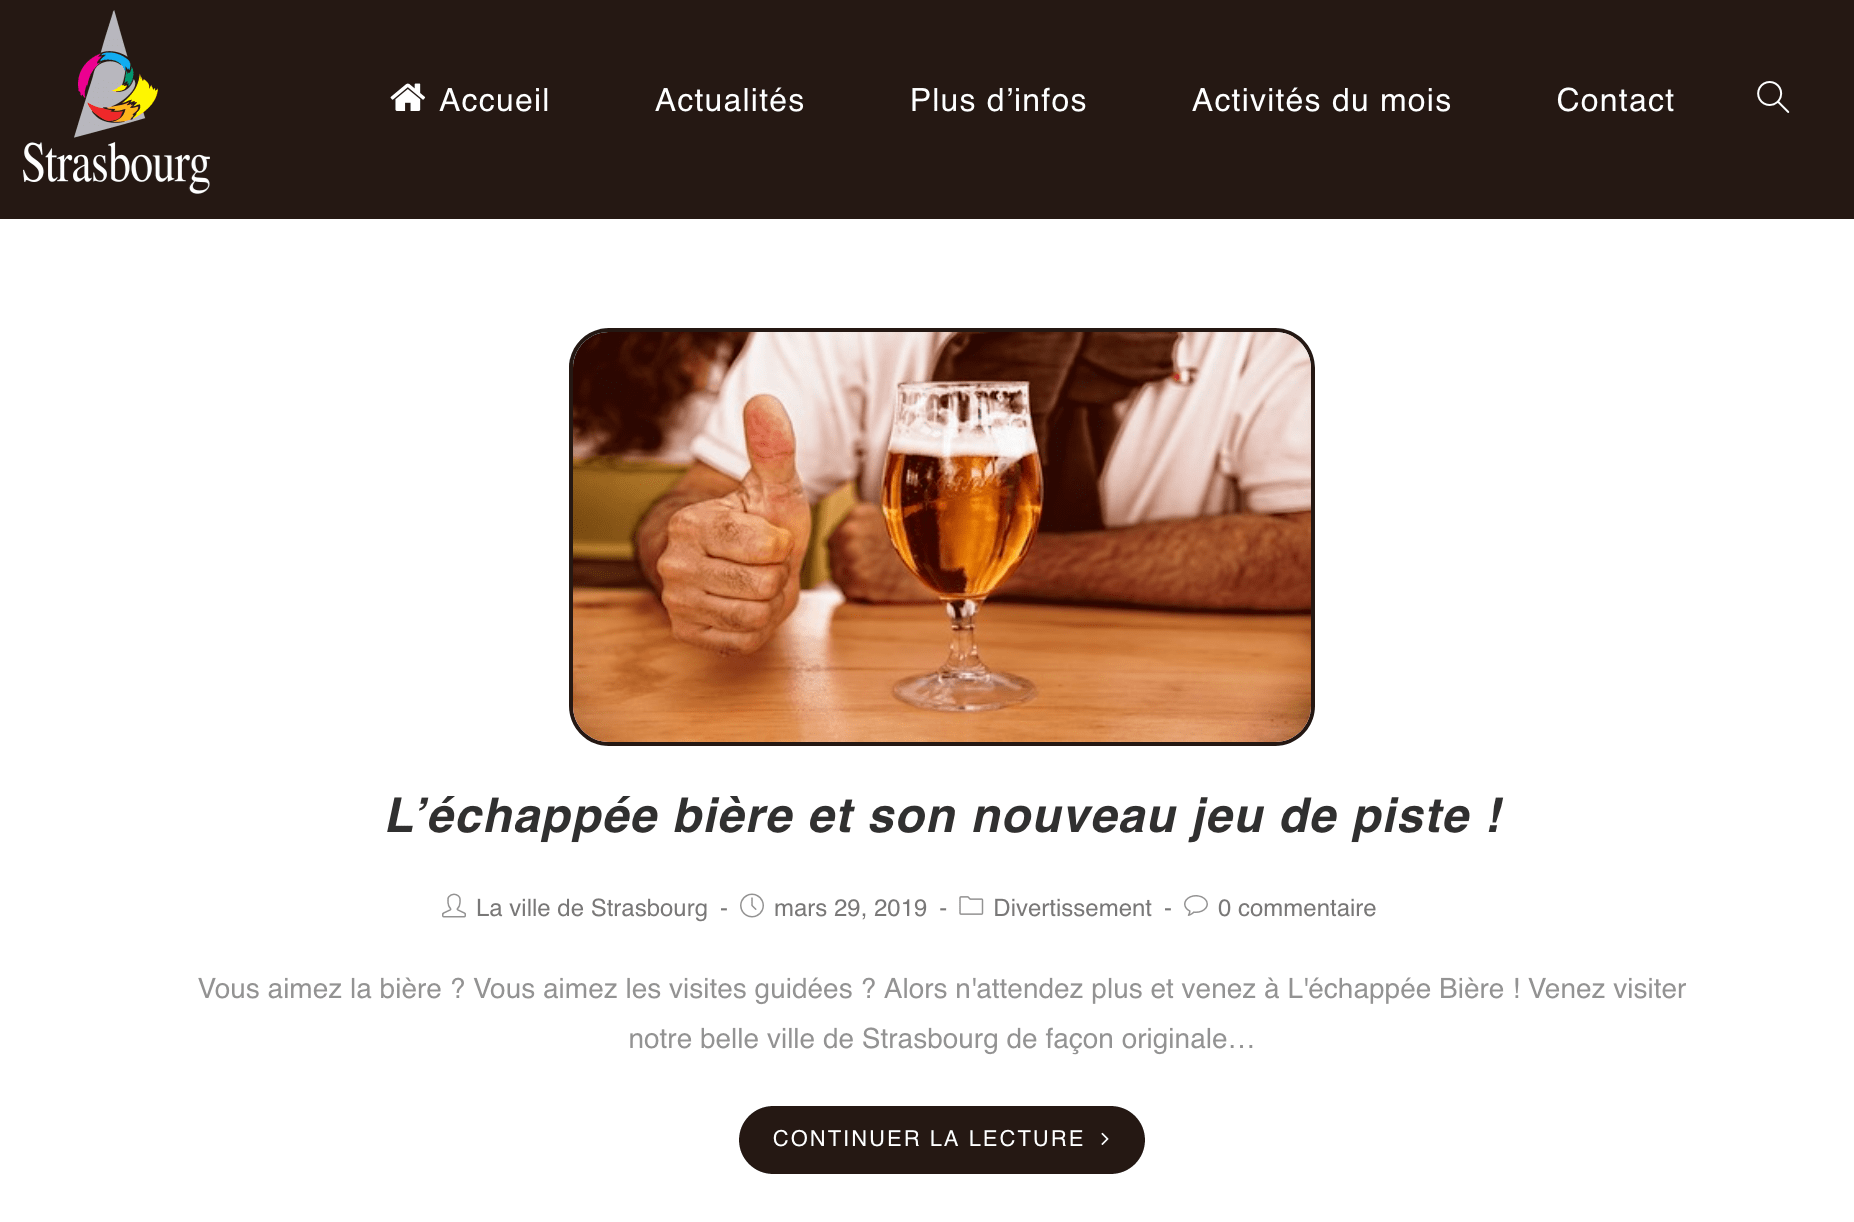 Strasbourg
Accueil
Actualités
Plus d’infos
Activités du mois
Contact
L’échappée bière et son nouveau jeu de piste !
La ville de Strasbourg - mars 29, 2019 - Divertissement - 0 commentaire
Vous aimez la bière ? Vous aimez les visites guidées ? Alors n'attendez plus et venez à L'échappée Bière ! Venez visiter
notre belle ville de Strasbourg de façon originale…
CONTINUER LA LECTURE >